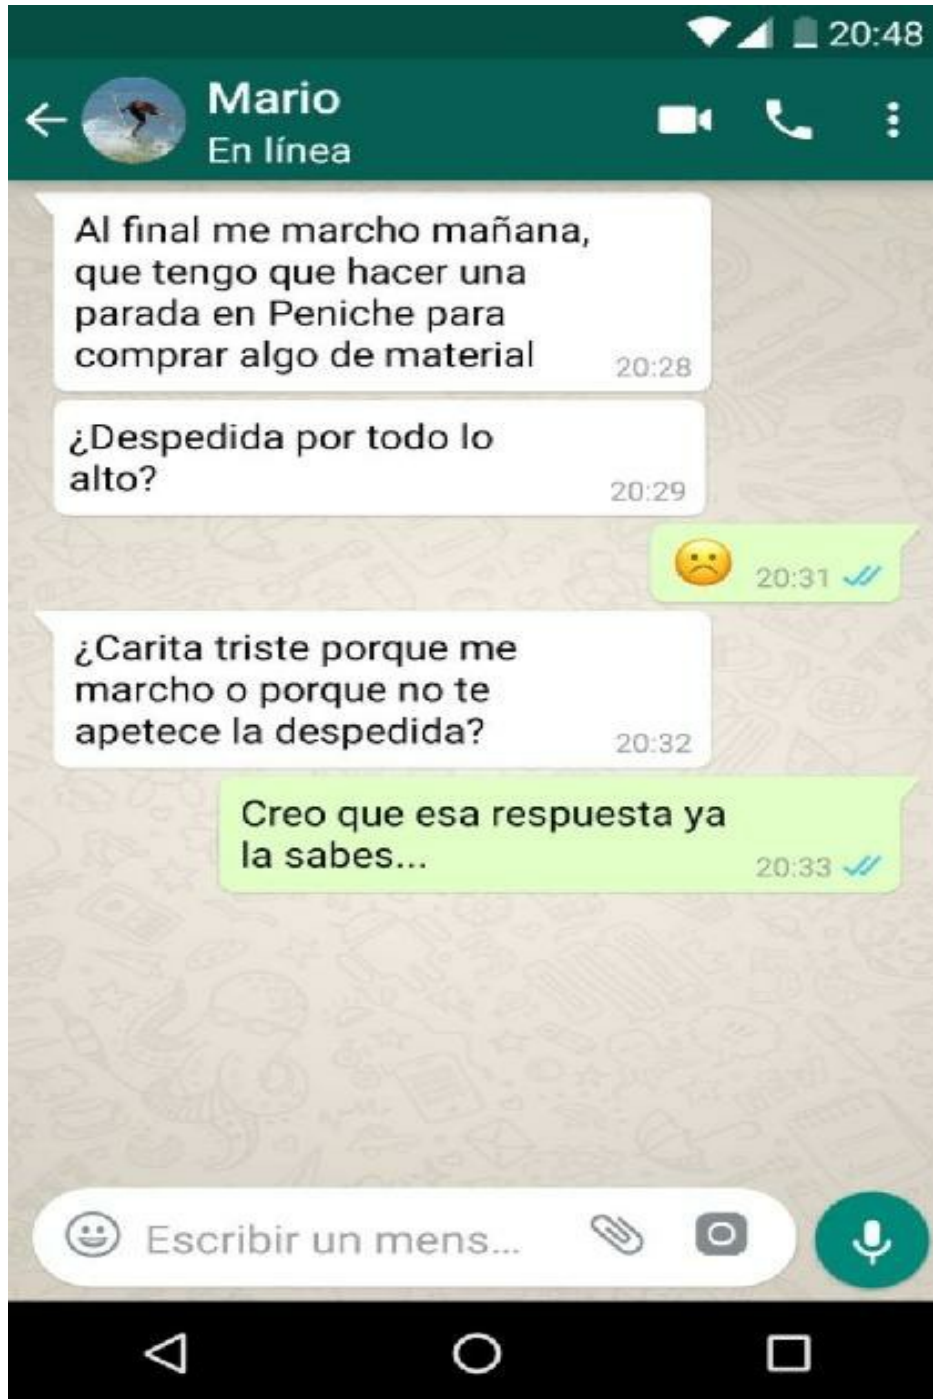 20:48
Mario
En línea
Al final me marcho mañana,
que tengo que hacer una
parada en Peniche para
comprar algo de material
20:28
¿Despedida por todo lo
alto?
20:29
20:31
¿Carita triste porque me
marcho o porque no te
apetece la despedida?
20:32
Creo que esa respuesta ya
la sabes...
20:33
Escribir un mens...